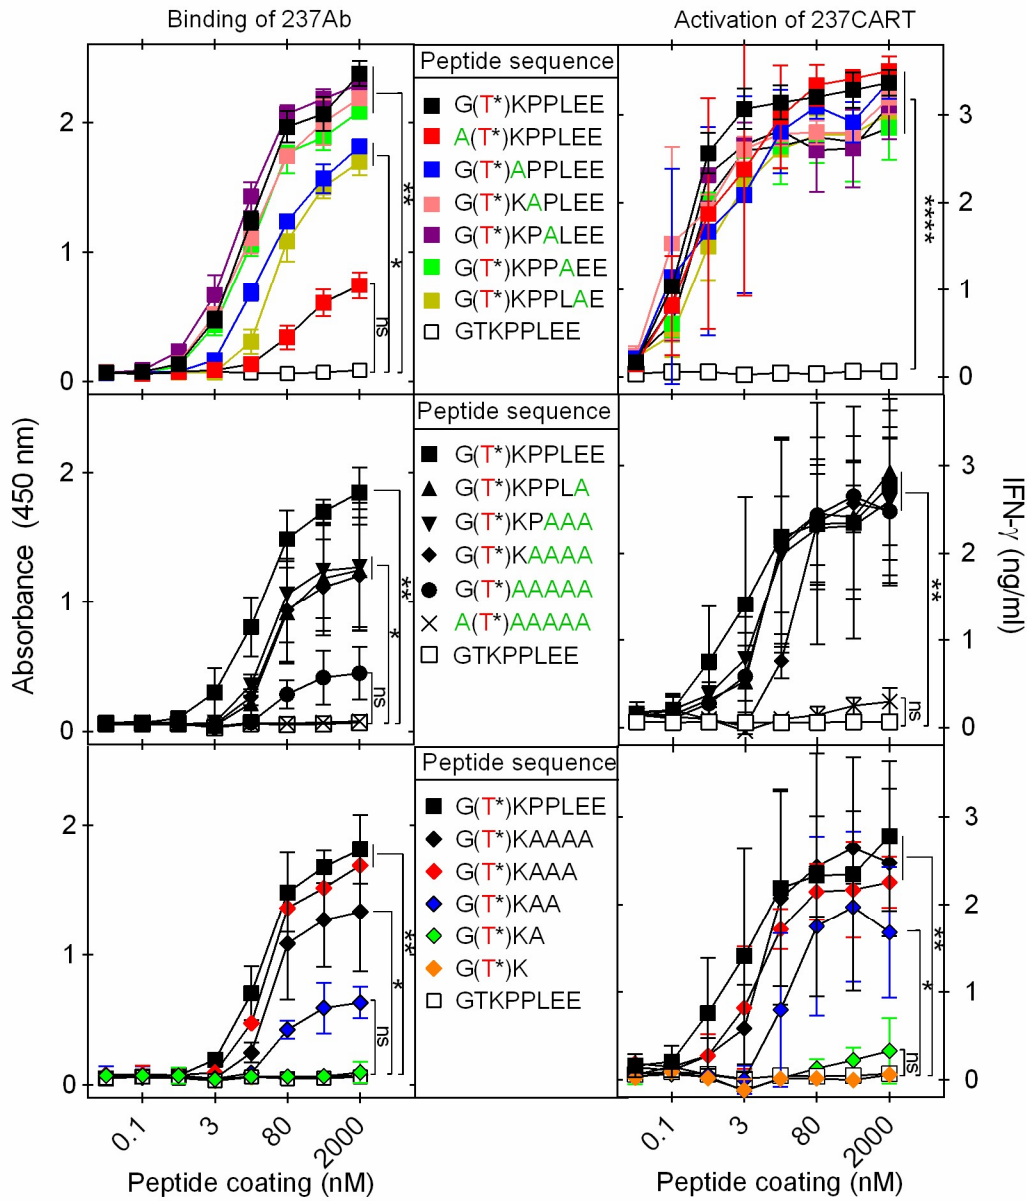 Binding of 237Ab
Activation of 237CART
Peptide sequence
G(T*)KPPLEE
A(T*)KPPLEE
G(T*)APPLEE
G(T*)KAPLEE
G(T*)KPALEE
G(T*)KPPAEE
G(T*)KPPLAE
GTKPPLEE
2
1
0
**
*
ns
3
2
1
0
****
Peptide sequence
G(T*)KPPLEE
G(T*)KPPLA
G(T*)KPAAA
G(T*)KAAAA
G(T*)AAAAA
A(T*)AAAAA
GTKPPLEE
Absorbance (450 nm)
2
1
0
**
*
ns
3
2
1
0
**
ns
IFN-γ (ng/ml)
Peptide sequence
G(T*)KPPLEE
G(T*)KAAAA
G(T*)KAAA
G(T*)KAA
G(T*)KA
G(T*)K
GTKPPLEE
2
1
0
**
*
ns
3
2
1
0
**
*
ns
0.1
3
80
2000
0.1
3
80
2000
Peptide coating (nM)
Peptide coating (nM)